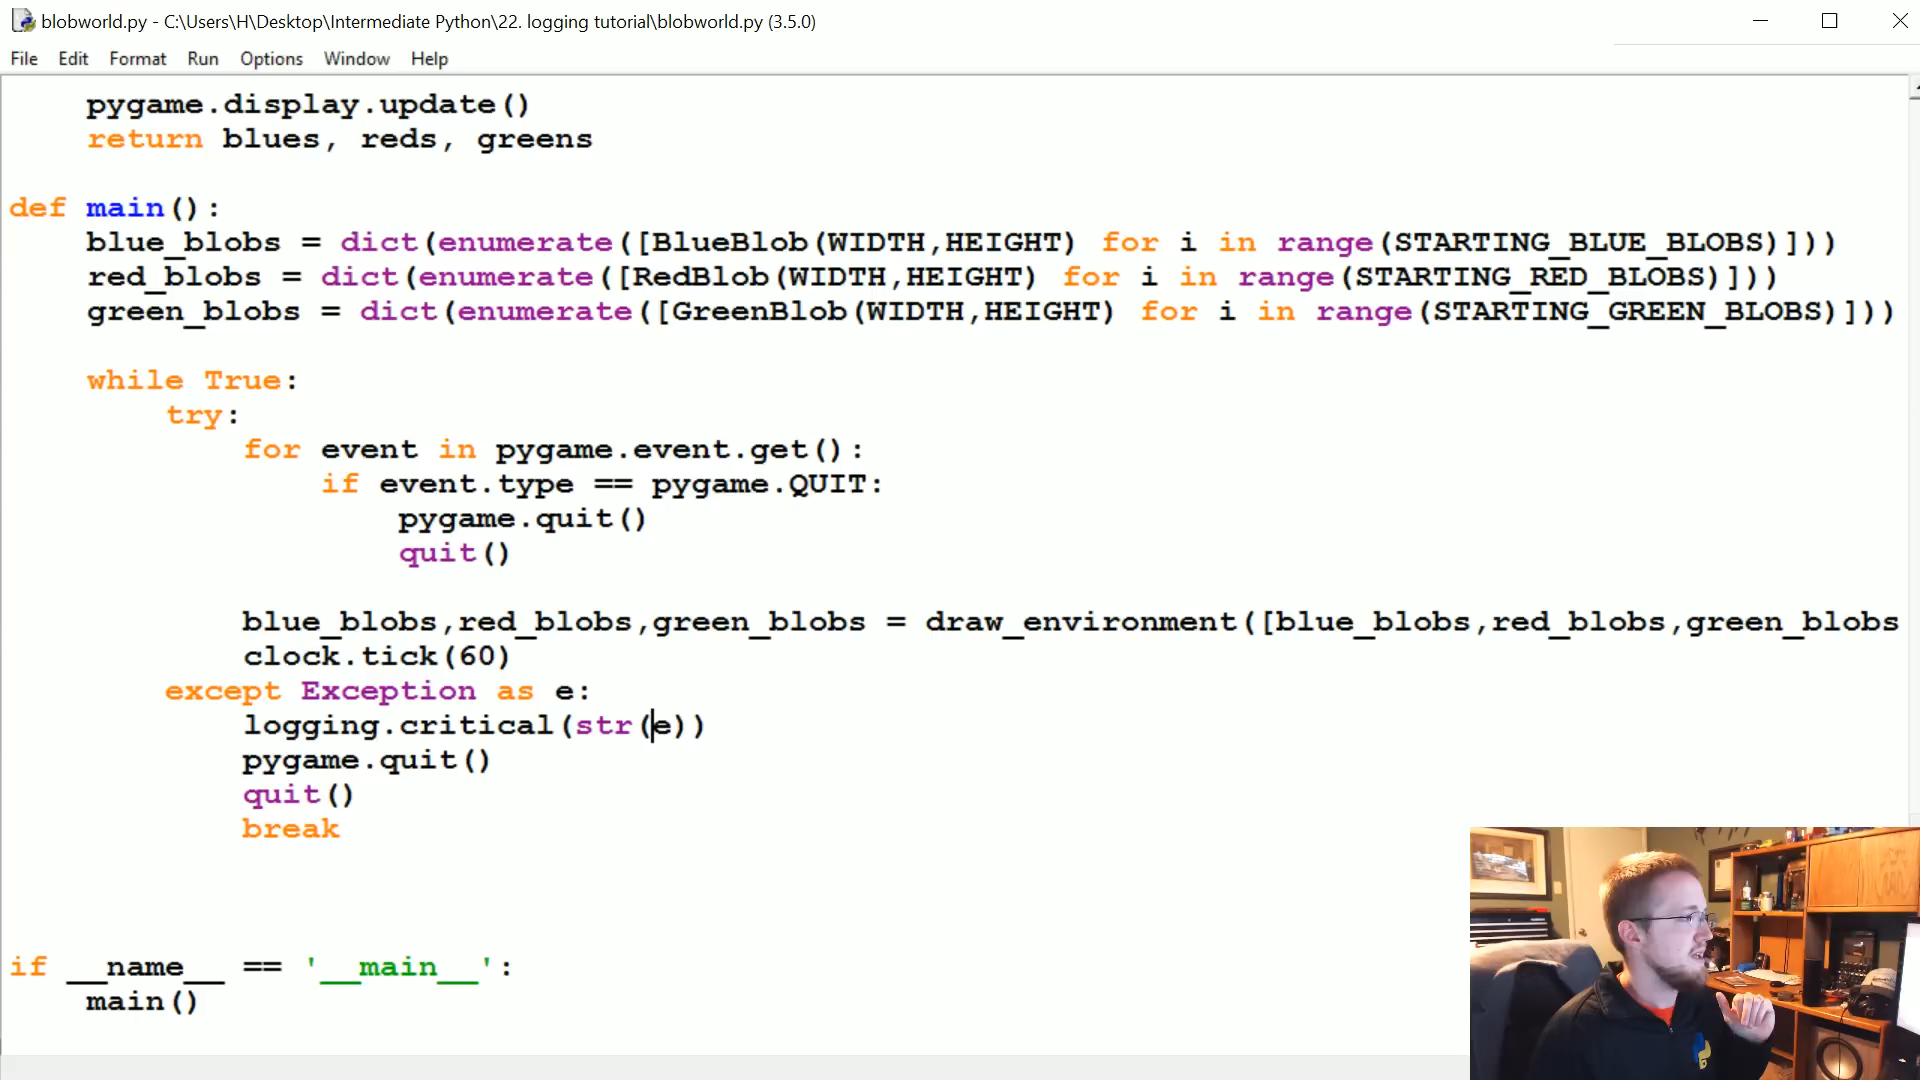 blobworld.py - C:\Users\H\Desktop\Intermediate Python\22. logging tutorial\blobworld.py (3.5.0)
File Edit Format Run Options Window Help
    pygame.display.update()
    return blues, reds, greens

def main():
    blue_blobs = dict(enumerate([BlueBlob(WIDTH,HEIGHT) for i in range(STARTING_BLUE_BLOBS)]))
    red_blobs = dict(enumerate([RedBlob(WIDTH,HEIGHT) for i in range(STARTING_RED_BLOBS)]))
    green_blobs = dict(enumerate([GreenBlob(WIDTH,HEIGHT) for i in range(STARTING_GREEN_BLOBS)]))

    while True:
        try:
            for event in pygame.event.get():
                if event.type == pygame.QUIT:
                    pygame.quit()
                    quit()

            blue_blobs,red_blobs,green_blobs = draw_environment([blue_blobs,red_blobs,green_blobs
            clock.tick(60)
        except Exception as e:
            logging.critical(str(e))
            pygame.quit()
            quit()
            break

if __name__ == '__main__':
    main()